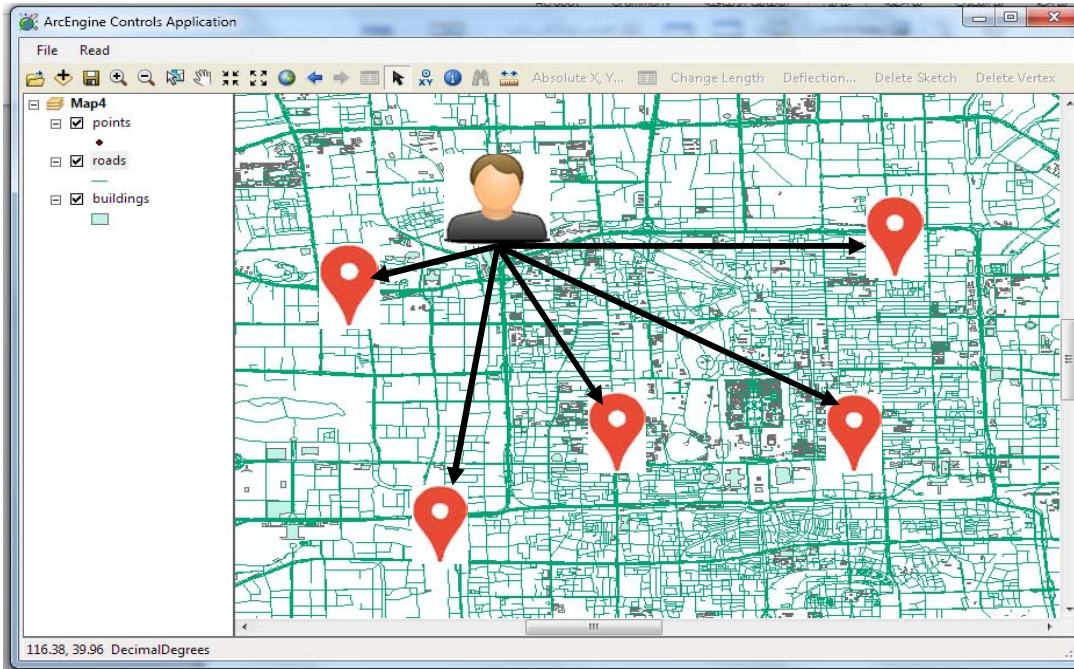 ArcEngine Controls Application
File Read
Absolute X, Y... Change Length Deflection... Delete Sketch Delete Vertex
Map4
points
roads
buildings
116.38, 39.96 DecimalDegrees